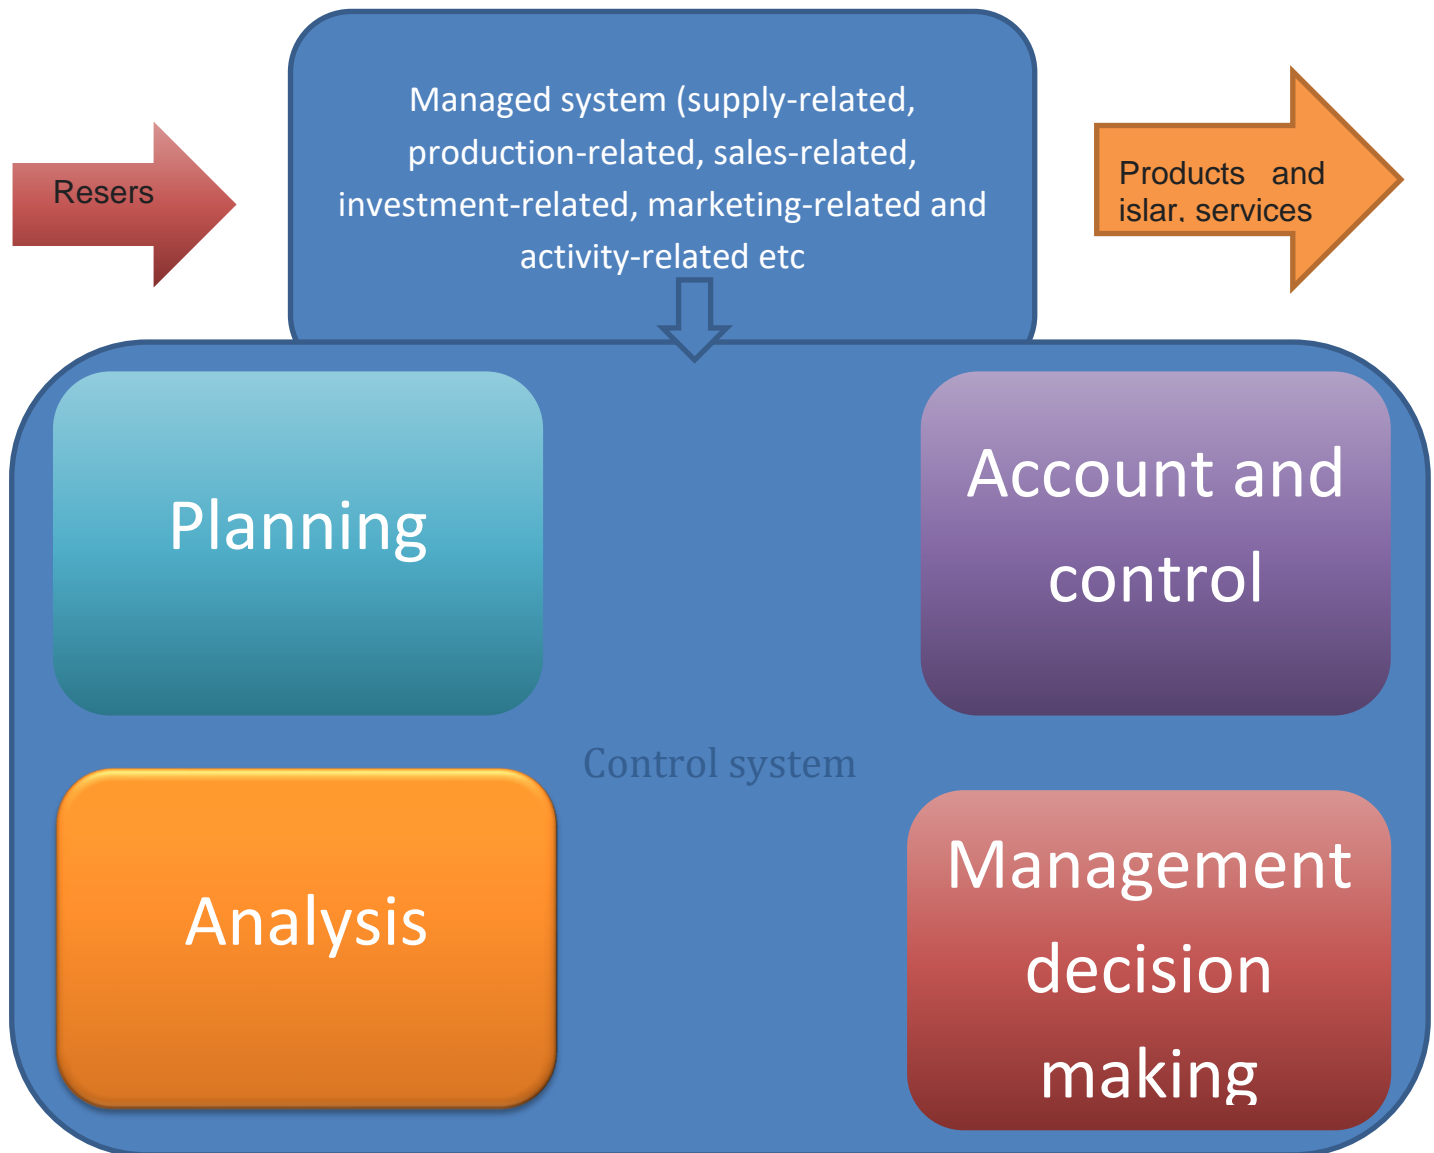 Managed system (supply-related,
production-related, sales-related,
investment-related, marketing-related and
activity-related etc
Resers
Products and
islar. services
Planning
Account and
control
Control system
Analysis
Management
decision
making